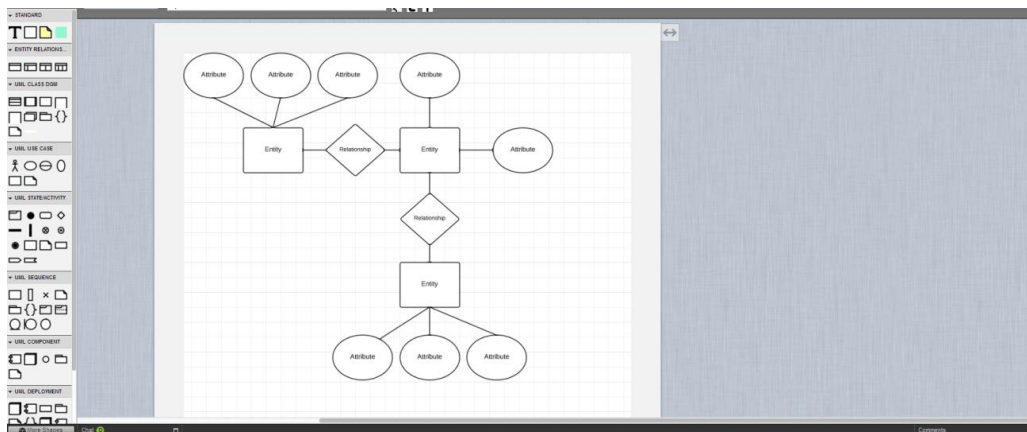 STANDARD
T
ENTITY RELATIONS...
UML CLASS DGM
UML USE CASE
UML STATE/ACTIVITY
UML SEQUENCE
UML COMPONENT
UML DEPLOYMENT
More Shapes
Chat
Attribute
Attribute
Attribute
Attribute
Entity
Relationship
Entity
Attribute
Relationship
Entity
Attribute
Attribute
Attribute
Comments